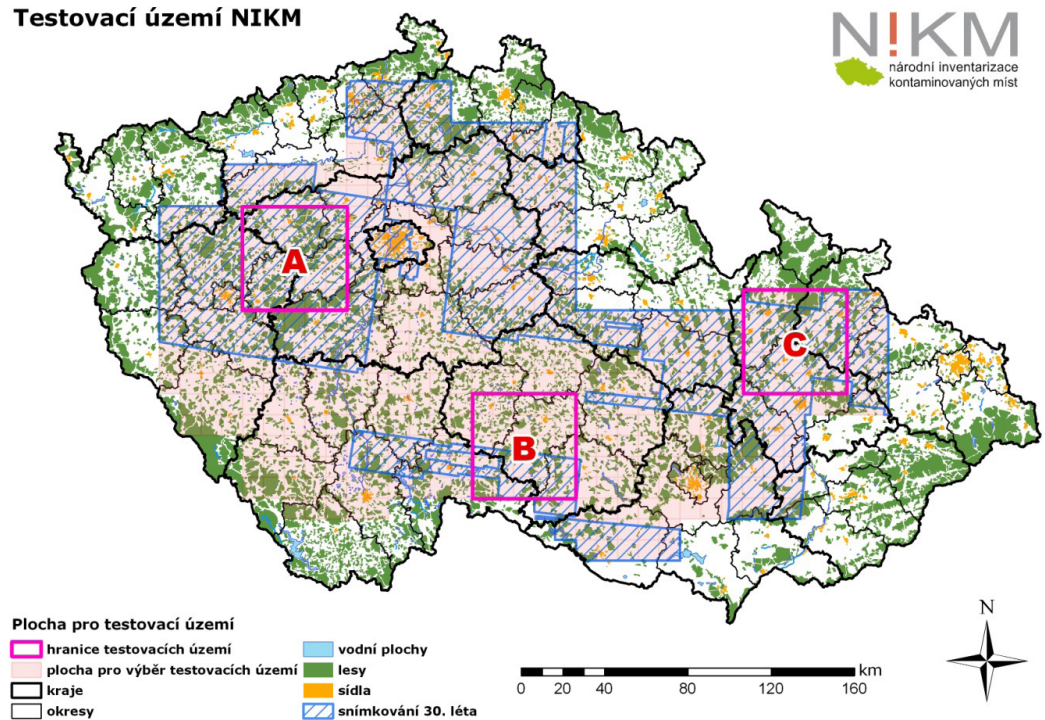 Testovací území NIKM
N!KM
národní inventarizace
kontaminovaných míst
A
B
C
Plocha pro testovací území
hranice testovacích území
plocha pro výběr testovacích území
kraje
okresy
vodní plochy
lesy
sídla
snímkování 30. léta
km
0 20 40 80 120 160
N